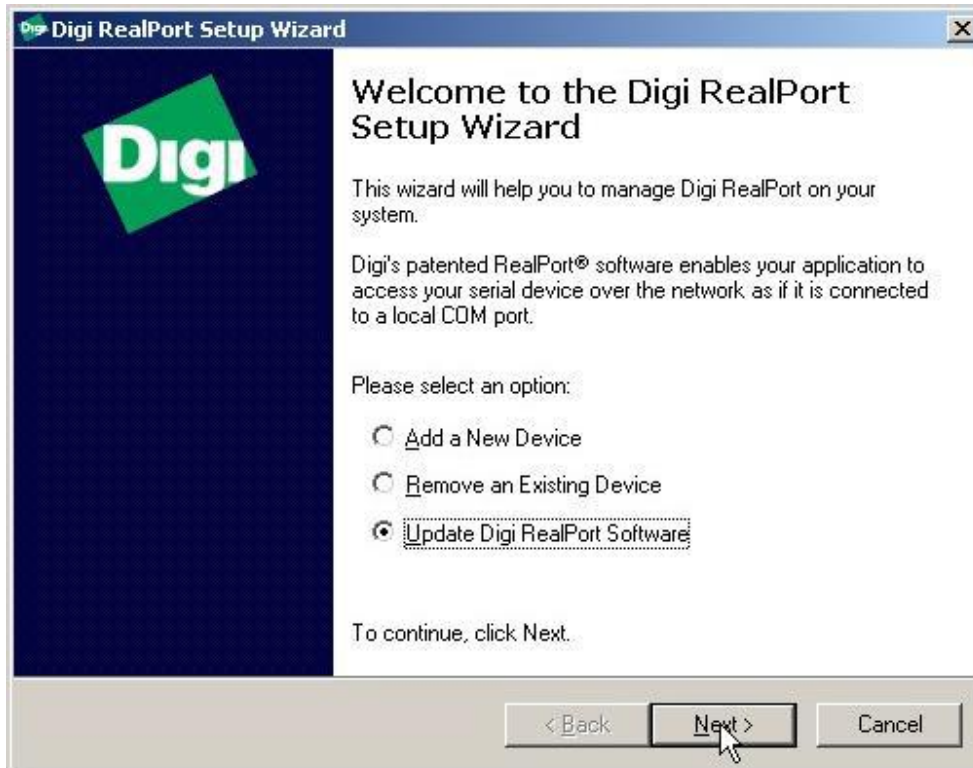 Digi Digi RealPort Setup Wizard
Digi
Welcome to the Digi RealPort
Setup Wizard
This wizard will help you to manage Digi RealPort on your
system.
Digi's patented RealPort® software enables your application to
access your serial device over the network as if it is connected
to a local COM port.
Please select an option:
Add a New Device
Remove an Existing Device
Update Digi RealPort Software
To continue, click Next.
< Back Next > Cancel